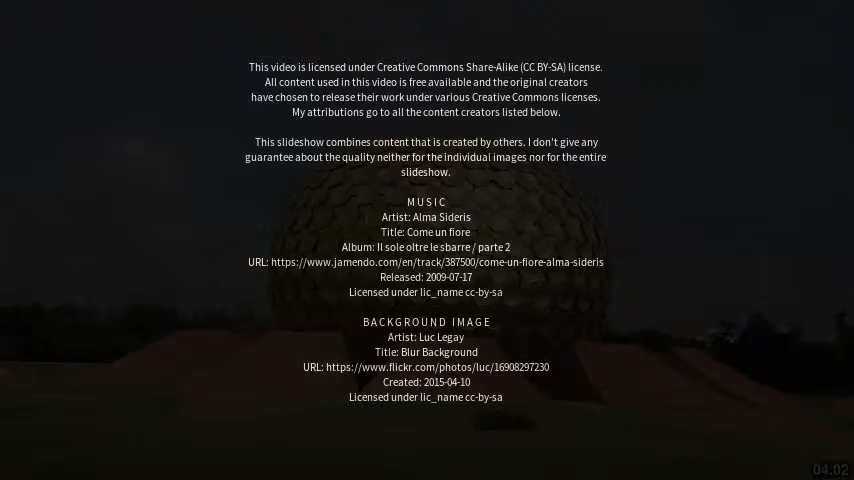 This video is licensed under Creative Commons Share-Alike (CC BY-SA) license.
All content used in this video is free available and the original creators
have chosen to release their work under various Creative Commons licenses.
My attributions go to all the content creators listed below.
This slideshow combines content that is created by others. I don't give any
guarantee about the quality neither for the individual images nor for the entire
slideshow.
MUSIC
Artist: Alma Sideris
Title: Come un fiore
Album: Il sole oltre le sbarre / parte 2
URL: https://www.jamendo.com/en/track/387500/come-un-fiore-alma-sideris
Released: 2009-07-17
Licensed under lic_name cc-by-sa
BACKGROUND IMAGE
Artist: Luc Legay
Title: Blur Background
URL: https://www.flickr.com/photos/luc/16908297230
Created: 2015-04-10
Licensed under lic_name cc-by-sa
04:02